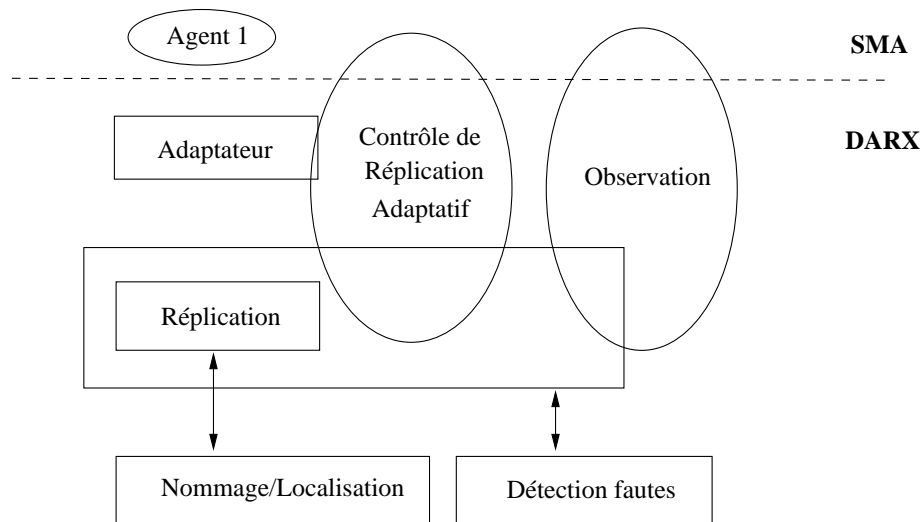 Agent 1
SMA
Adaptateur
Contrôle de
Réplication
Adaptatif
Observation
DARX
Réplication
Nommage/Localisation
Détection fautes